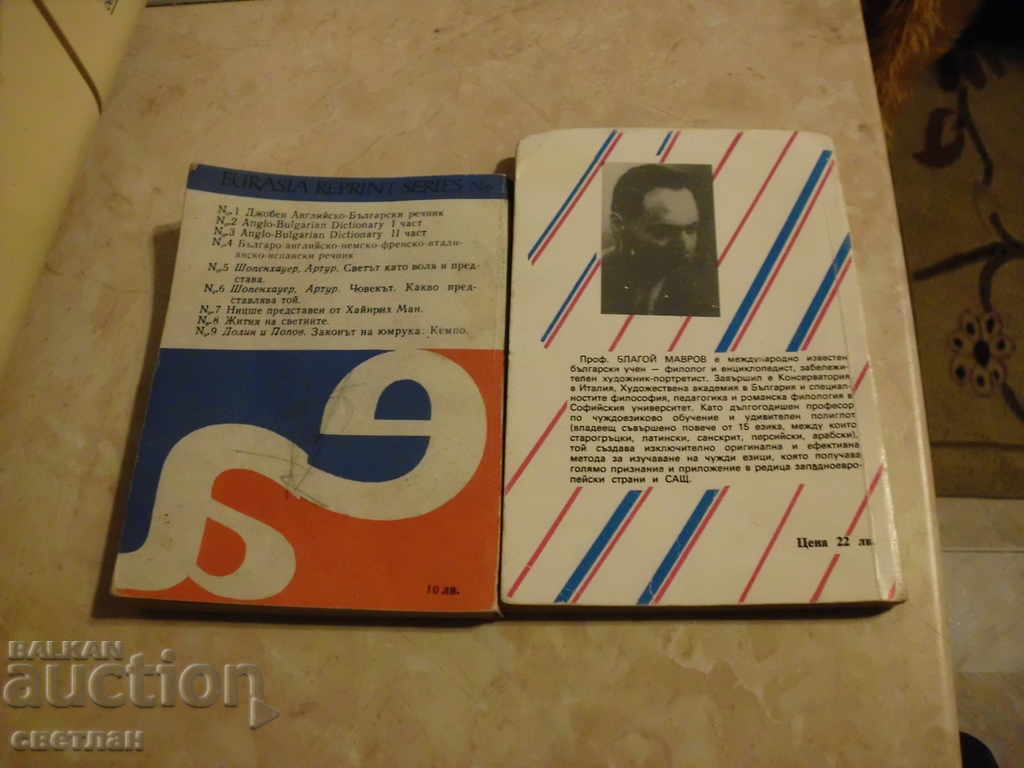 EURASIA REPRINT SERIES No
No1 Джобен Английско-Български речник
No2 Anglo-Bulgarian Dictionary I част
No3 Anglo-Bulgarian Dictionary II част
No4 Българо-английско-немско-френско-итали-
анско-испански речник
No5 Шопенхауер, Артур. Светът като воля и пред-
става.
No6 Шопенхауер, Артур. Човекът. Какво пред-
ставлява той.
No7 Ницше представен от Хайнрих Ман.
No8 Жития на светиите.
No9 Долин и Попов. Законът на юмрука: Кемпо.
es
10 лв.
Проф. БЛАГОЙ МАВРОВ е международно известен
български учен — филолог и енциклопедист, забележи-
телен художник-портретист. Завършил е Консерватория
в Италия, Художествена академия в България и специал-
ностите философия, педагогика и романска филология в
Софийския университет. Като дългогодишен професор
по чуждоезиково обучение и удивителен полиглот
(владеещ съвършено повече от 15 езика, между които
старогръцки, латински, санскрит, персийски, арабски),
той създава изключително оригинална и ефективна
метода за изучаване на чужди езици, която получава
голямо признание и приложение в редица западноевро-
пейски страни и САЩ.
Цена 22 лв.
BALKAN
auction
светлан